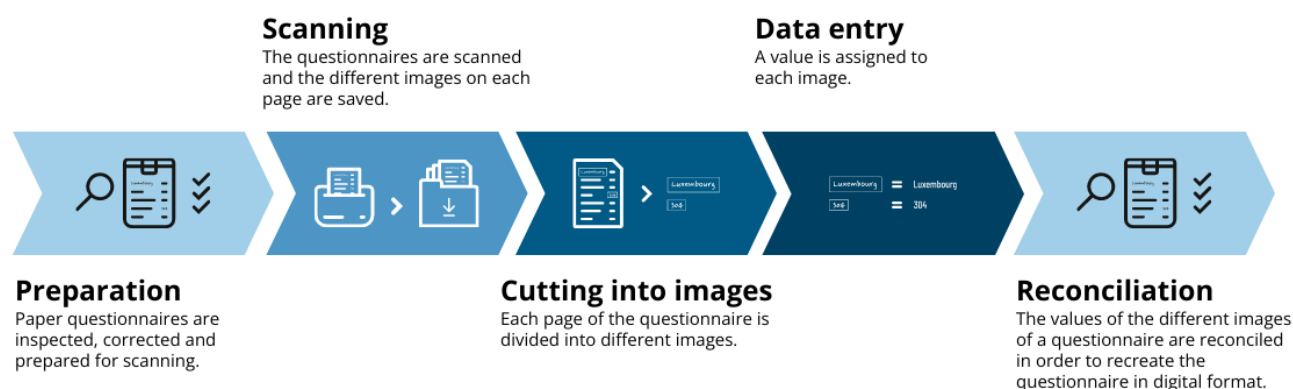 Scanning
The questionnaires are scanned
and the different images on each
page are saved.
Data entry
A value is assigned to
each image.
Luxembourg
Luxembourg
Luxembourg
Luxembourg = Luxembourg
= 304
Preparation
Paper questionnaires are
inspected, corrected and
prepared for scanning.
Cutting into images
Each page of the questionnaire is
divided into different images.
Reconciliation
The values of the different images
of a questionnaire are reconciled
in order to recreate the
questionnaire in digital format.